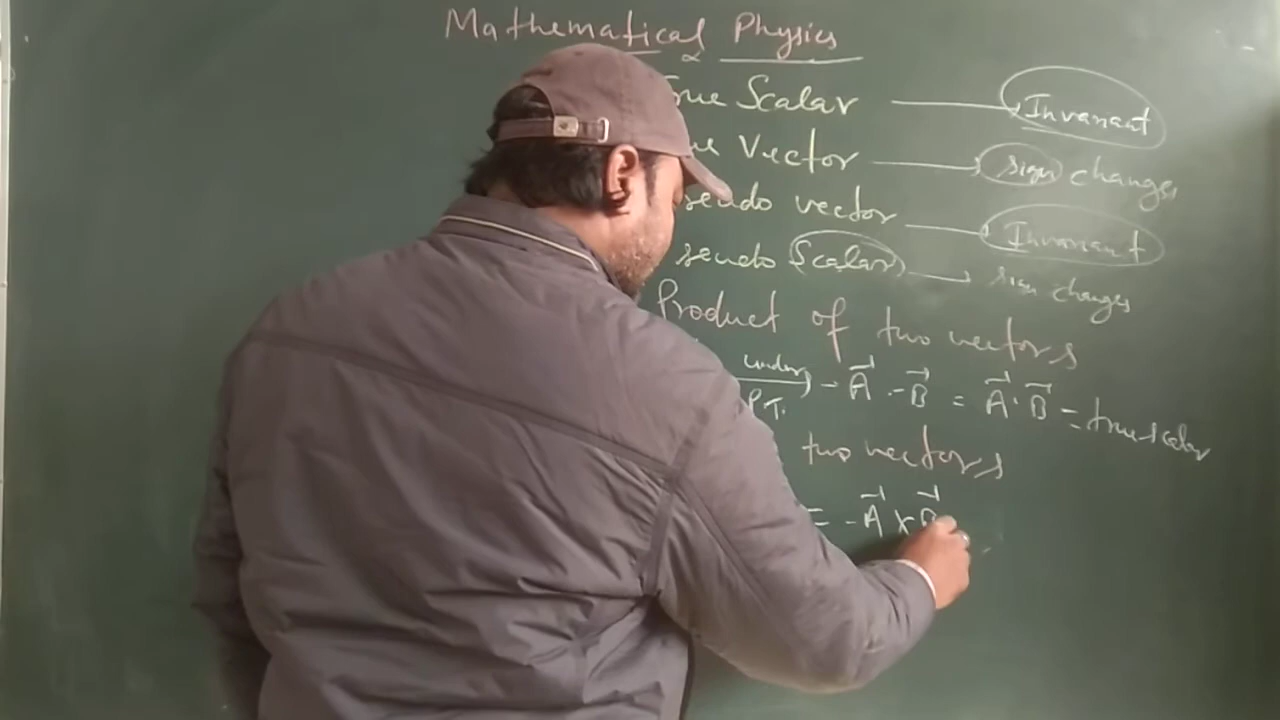 Mathematical Physics
True Scalar → Invariant
Vector → sign changes
vector → Invariant
Scalar → sign changes
Product of two vectors
under P.T. → -A⃗ . -B⃗ = A⃗ . B⃗ = true scalar
two vectors
= -A⃗ × B⃗